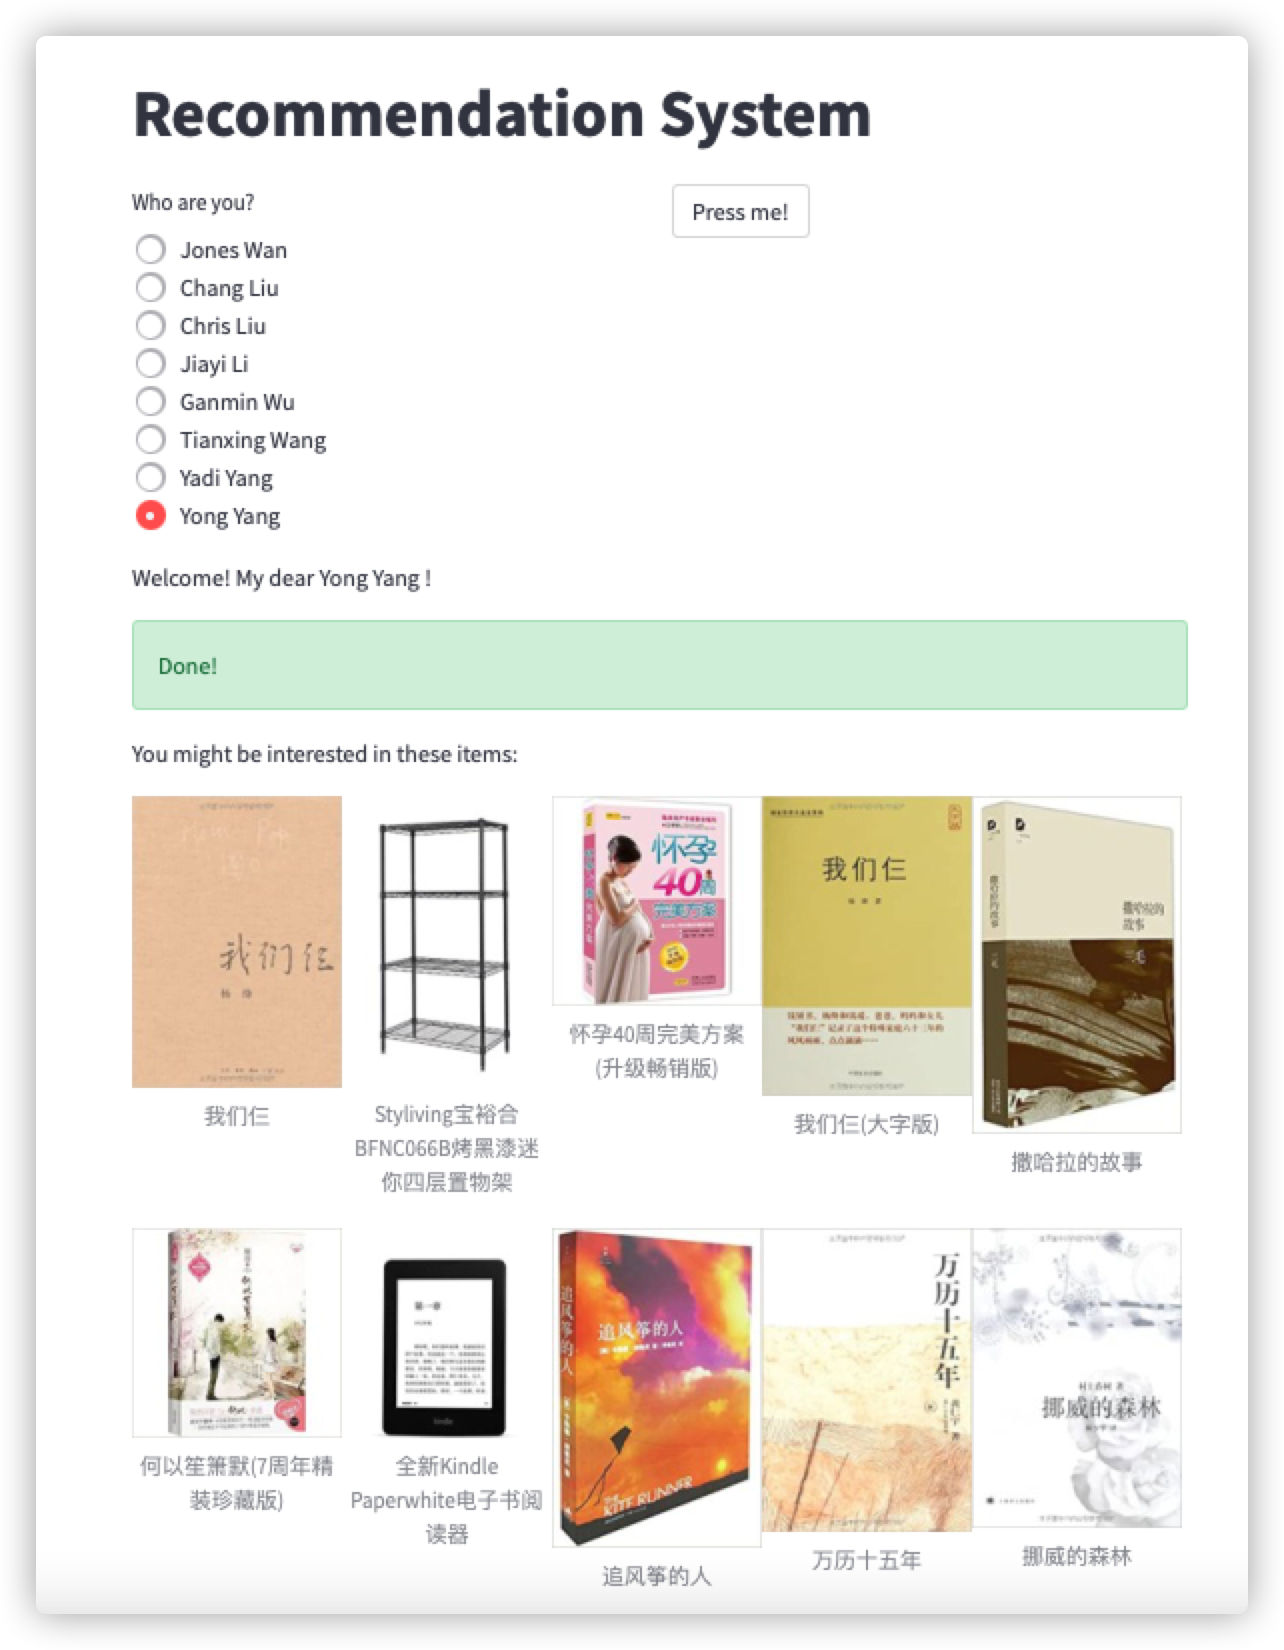 Recommendation System
Who are you?
Press me!
Jones Wan
Chang Liu
Chris Liu
Jiayi Li
Ganmin Wu
Tianxing Wang
Yadi Yang
Yong Yang
Welcome! My dear Yong Yang !
Done!
You might be interested in these items:
我们仨
杨绛
我们仨
Styliving宝裕合
BFNC066B烤黑漆迷
你四层置物架
怀孕
40周
完美方案
怀孕40周完美方案
(升级畅销版)
我们仨
我们仨(大字版)
撒哈拉的
故事
三毛
撒哈拉的故事
何以笙箫默(7周年精
装珍藏版)
第一章
kindle
全新Kindle
Paperwhite电子书阅
读器
追风筝的人
追风筝的人
THE
KITE RUNNER
追风筝的人
万历十五年
万历十五年
村上春树 著
挪威的森林
挪威的森林